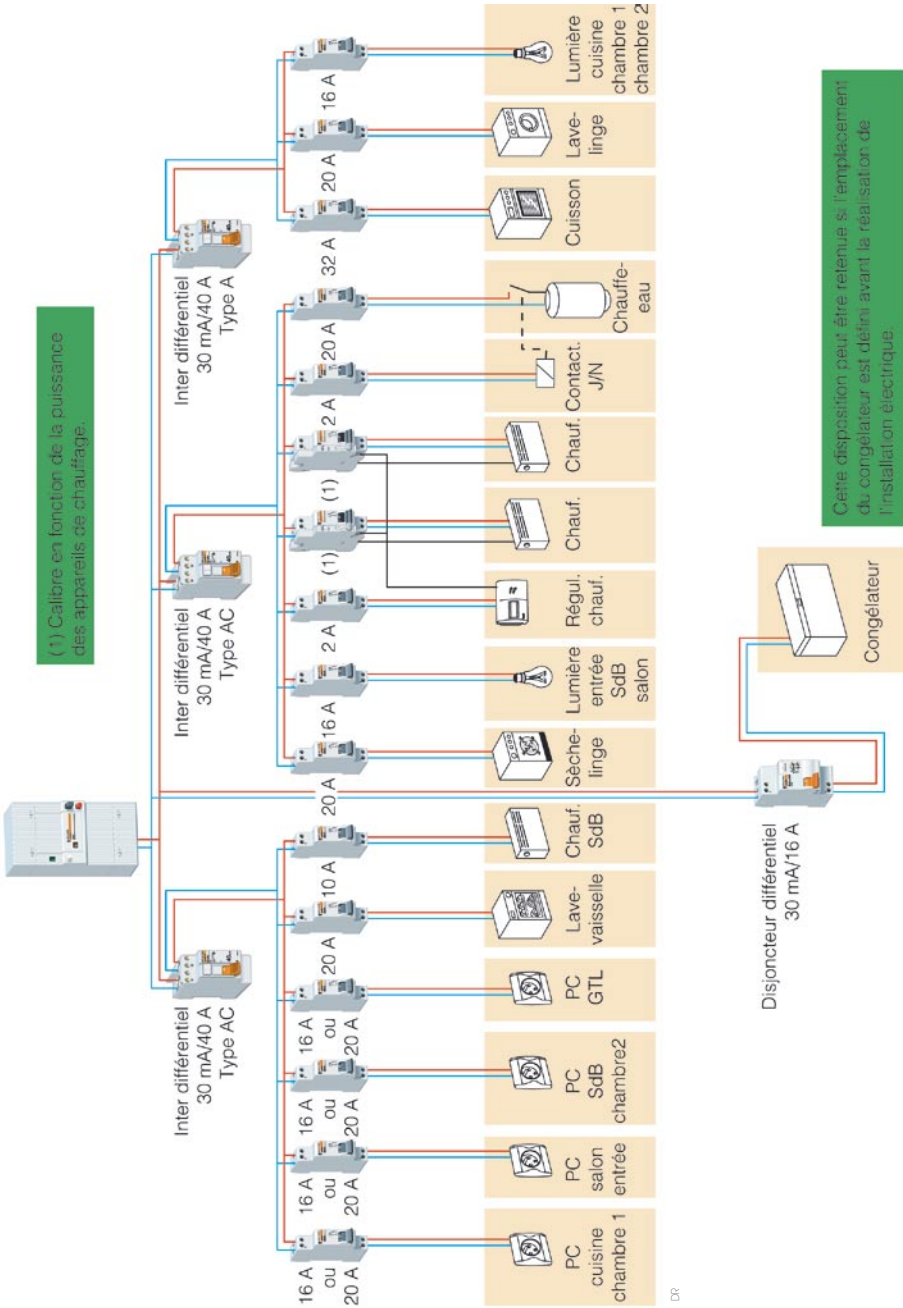 (1) Calibre en fonction de la puissance
des appareils de chauffage.
Inter différentiel
30 mA/40 A
Type AC
Inter différentiel
30 mA/40 A
Type AC
Inter différentiel
30 mA/40 A
Type A
16 A
ou
20 A
16 A
ou
20 A
16 A
ou
20 A
16 A
ou
20 A
20 A
10 A
20 A
16 A
2 A
(1)
(1)
2 A
20 A
32 A
20 A
16 A
PC
cuisine
chambre 1
PC
salon
entrée
PC
SdB
chambre2
PC
GTL
Lave-
vaisselle
Chauf.
SdB
Sèche-
linge
Lumière
entrée
SdB
salon
Régul.
chauf.
Chauf.
Chauf.
Contact.
J/N
Chauffe-
eau
Cuisson
Lave-
linge
Lumière
cuisine
chambre 1
chambre 2
Disjoncteur différentiel
30 mA/16 A
Congélateur
Cette disposition peut être retenue si l'emplacement
du congélateur est défini avant la réalisation de
l'installation électrique.
DR